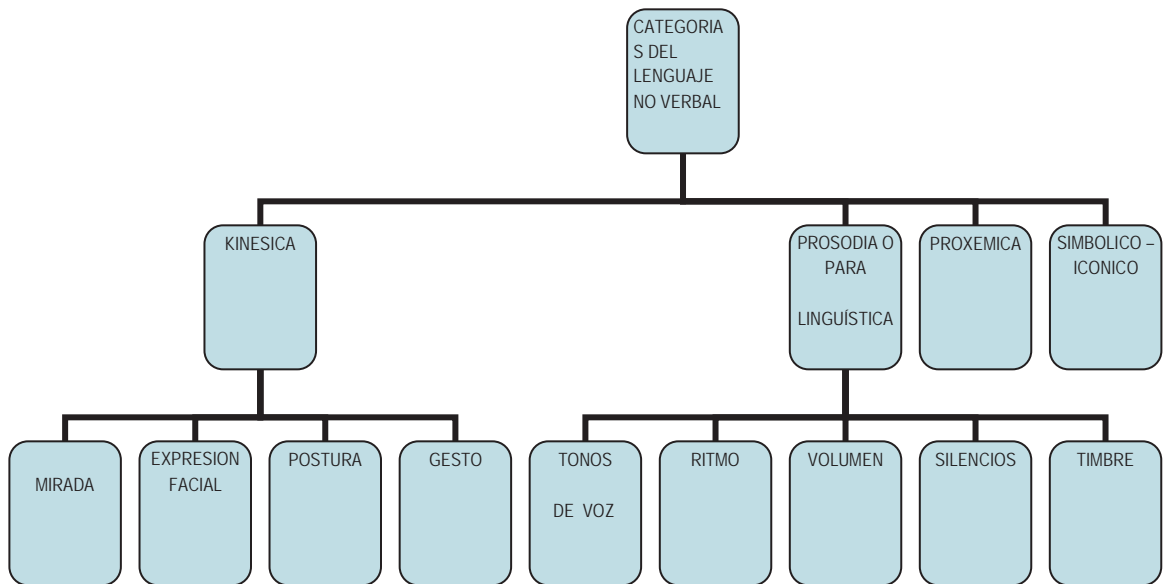 CATEGORIA
S DEL
LENGUAJE
NO VERBAL
KINESICA
PROSODIA O
PARA
LINGUÍSTICA
PROXEMICA
SIMBOLICO –
ICONICO
MIRADA
EXPRESION
FACIAL
POSTURA
GESTO
TONOS
DE VOZ
RITMO
VOLUMEN
SILENCIOS
TIMBRE